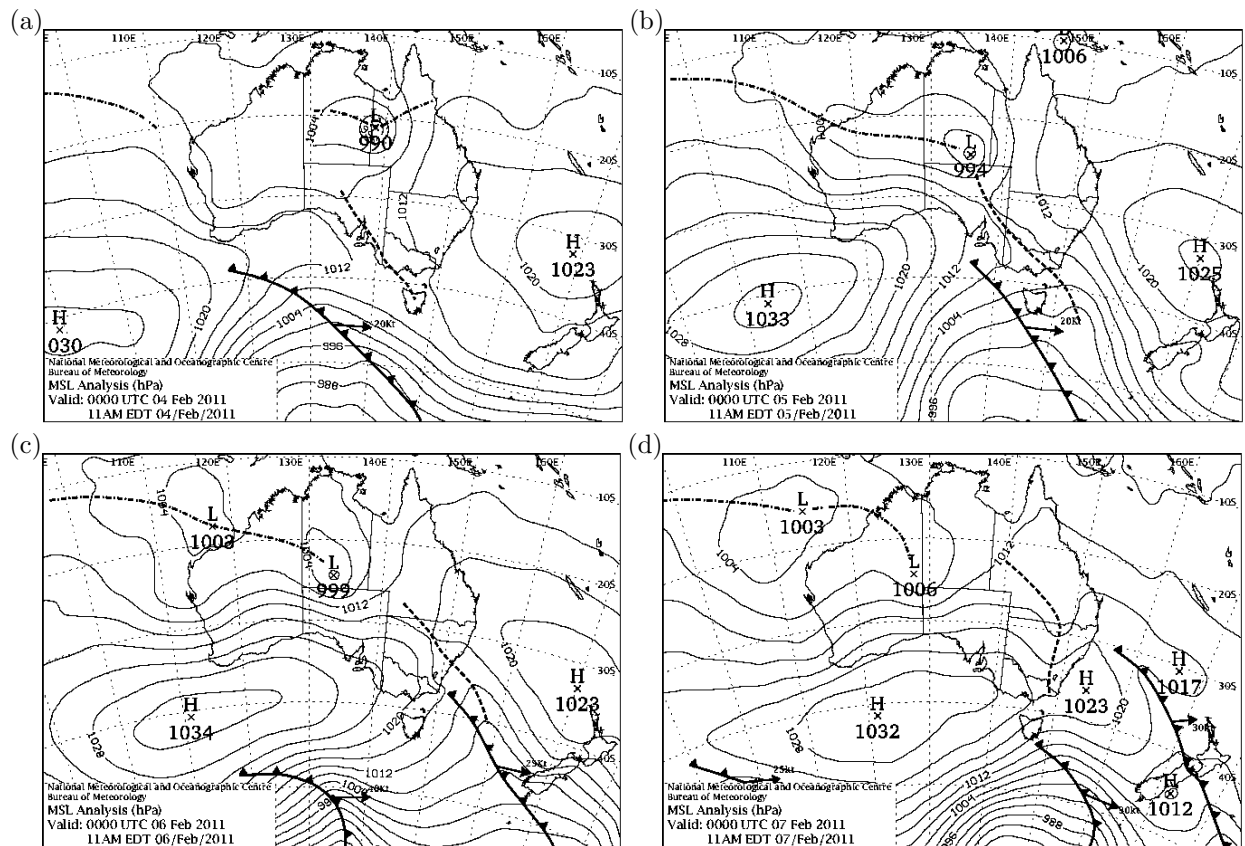 (a)
110E 120E 130E 140E 150E 160E
10S
20S
30S
40S
1004
L
990
1012
H
1023
1020
1012
1020
1004
996
20Kt
H
030
National Meteorological and Oceanographic Centre
Bureau of Meteorology
MSL Analysis (hPa)
Valid: 0000 UTC 04 Feb 2011
11AM EDT 04/Feb/2011
(b)
110E 120E 130E 140E 150E 160E
1006
10S
20S
30S
40S
L
994
1012
H
1025
1020
1012
1004
H
1033
1028
20Kt
996
National Meteorological and Oceanographic Centre
Bureau of Meteorology
MSL Analysis (hPa)
Valid: 0000 UTC 05 Feb 2011
11AM EDT 05/Feb/2011
(c)
110E 120E 130E 140E 150E 160E
10S
20S
30S
40S
1004
L
1003
1004
L
999
1012
1020
H
1023
H
1034
1028
1020
1012
25Kt
National Meteorological and Oceanographic Centre
Bureau of Meteorology
MSL Analysis (hPa)
Valid: 0000 UTC 06 Feb 2011
11AM EDT 06/Feb/2011
(d)
110E 120E 130E 140E 150E 160E
10S
20S
30S
40S
L
1003
1004
L
1006
1012
H
1017
H
1023
1020
H
1032
1028
30Kt
25Kt
1012
1004
996
988
30Kt
H
1012
National Meteorological and Oceanographic Centre
Bureau of Meteorology
MSL Analysis (hPa)
Valid: 0000 UTC 07 Feb 2011
11AM EDT 07/Feb/2011